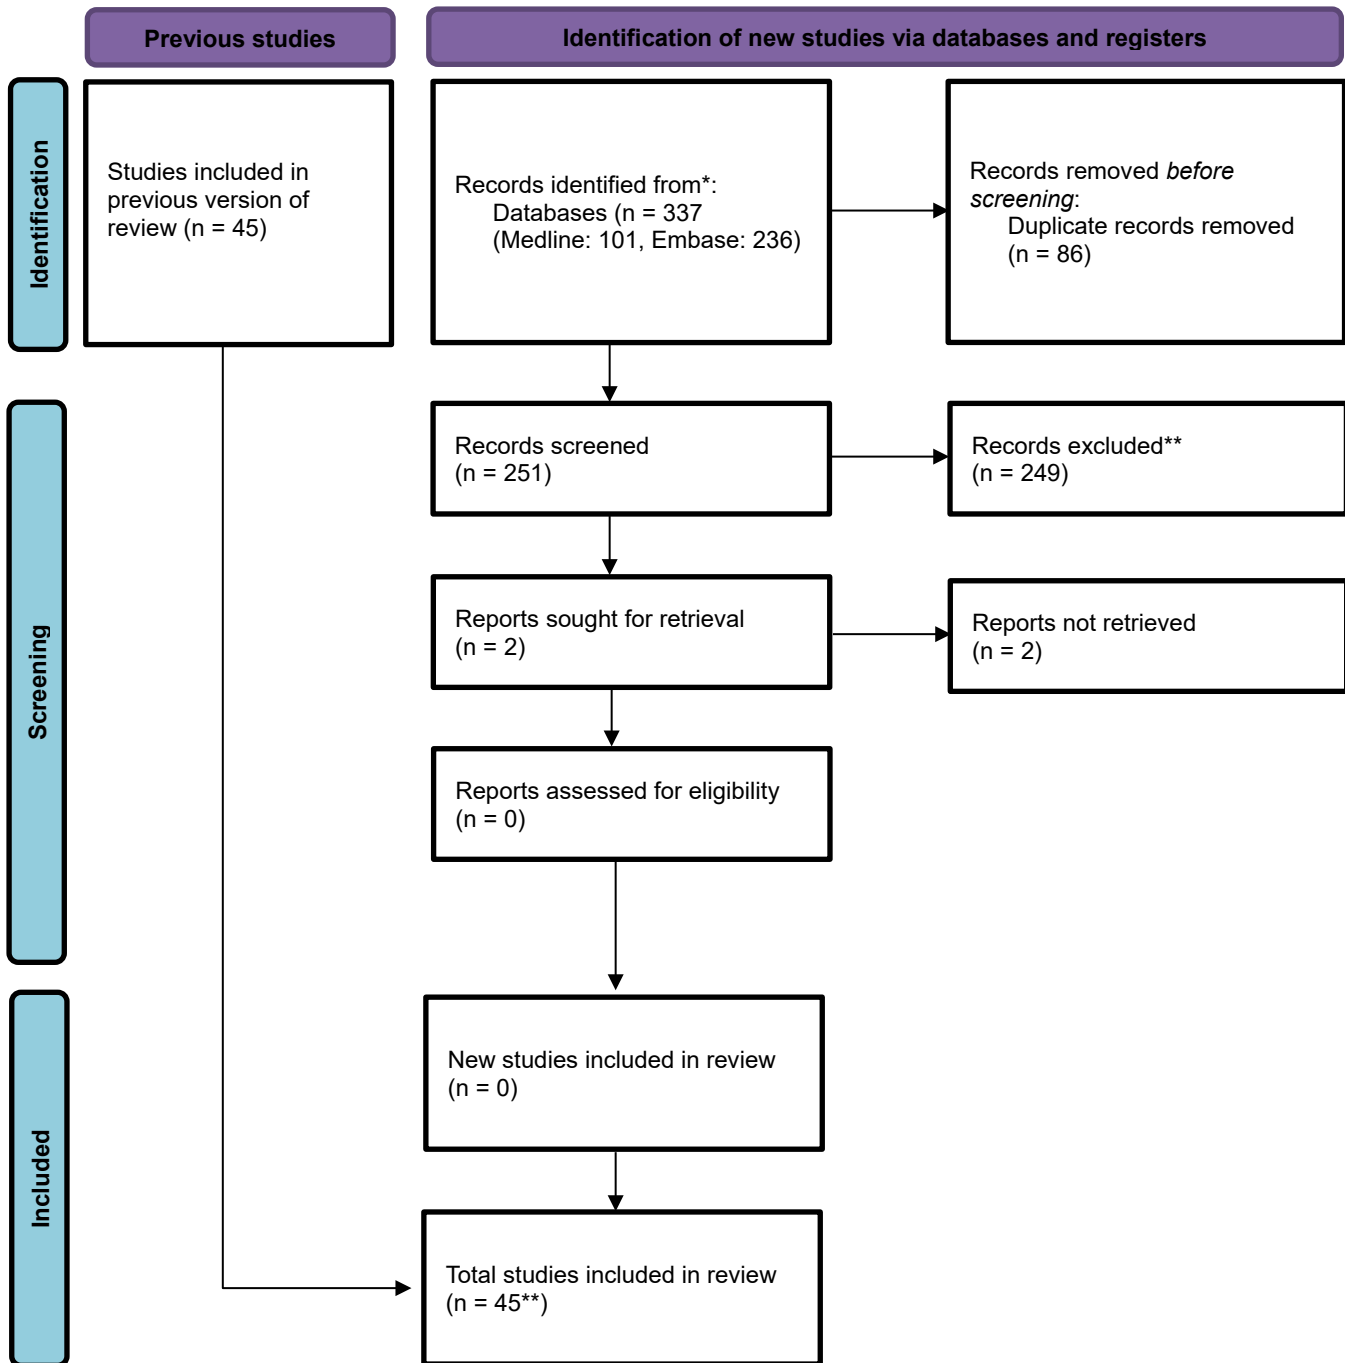 Previous studies
Identification of new studies via databases and registers
Identification
Studies included in
previous version of
review (n = 45)
Records identified from*:
Databases (n = 337
(Medline: 101, Embase: 236)
Records removed before
screening:
Duplicate records removed
(n = 86)
Screening
Records screened
(n = 251)
Records excluded**
(n = 249)
Reports sought for retrieval
(n = 2)
Reports not retrieved
(n = 2)
Reports assessed for eligibility
(n = 0)
Included
New studies included in review
(n = 0)
Total studies included in review
(n = 45**)